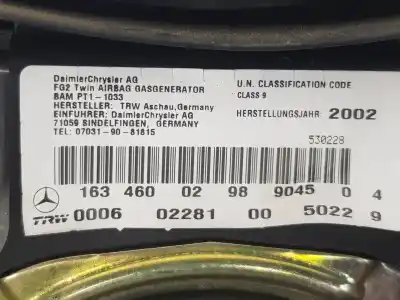 DaimlerChrysler AG
FG2 Twin AIRBAG GASGENERATOR
BAM PT1-1033
HERSTELLER: TRW Aschau,Germany
EINFUHRER: DaimlerChrysler AG
71059 SINDELFINGEN, GERMANY
TEL: 07031-90-81815
U.N. CLASSIFICATION CODE
CLASS 9
HERSTELLUNGSJAHR 2002
530228
163 460 02 98 9045 0 4
TRW 0006 02281 00 5022 9